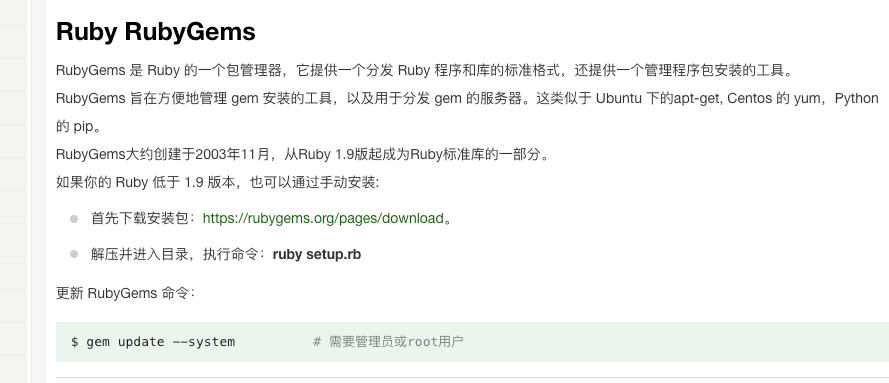 Ruby RubyGems
RubyGems 是 Ruby 的一个包管理器，它提供一个分发 Ruby 程序和库的标准格式，还提供一个管理程序包安装的工具。
RubyGems 旨在方便地管理 gem 安装的工具，以及用于分发 gem 的服务器。这类似于 Ubuntu 下的apt-get, Centos 的 yum，Python
的 pip。
RubyGems大约创建于2003年11月，从Ruby 1.9版起成为Ruby标准库的一部分。
如果你的 Ruby 低于 1.9 版本，也可以通过手动安装:
首先下载安装包：https://rubygems.org/pages/download。
解压并进入目录，执行命令：ruby setup.rb
更新 RubyGems 命令：
$ gem update --system          # 需要管理员或root用户